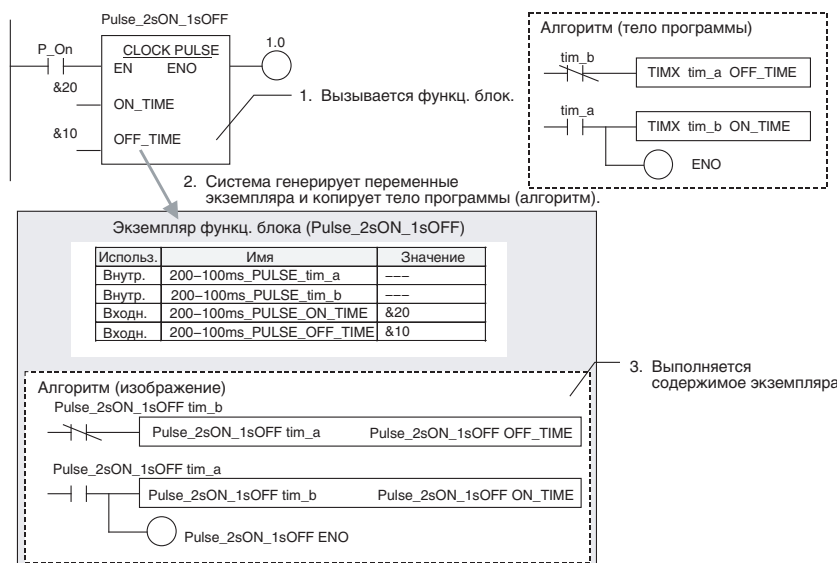 Pulse_2sON_1sOFF
P_On
CLOCK PULSE
1.0
EN ENO
&20
ON_TIME
&10
OFF_TIME
1. Вызывается функц. блок.
Алгоритм (тело программы)
tim_b
TIMX tim_a OFF_TIME
tim_a
TIMX tim_b ON_TIME
ENO
2. Система генерирует переменные
экземпляра и копирует тело программы (алгоритм).
Экземпляр функц. блока (Pulse_2sON_1sOFF)
Использ. Имя Значение
Внутр. 200–100ms_PULSE_tim_a –––
Внутр. 200–100ms_PULSE_tim_b –––
Входн. 200–100ms_PULSE_ON_TIME &20
Входн. 200–100ms_PULSE_OFF_TIME &10
3. Выполняется
содержимое экземпляра
Алгоритм (изображение)
Pulse_2sON_1sOFF tim_b
Pulse_2sON_1sOFF tim_a Pulse_2sON_1sOFF OFF_TIME
Pulse_2sON_1sOFF tim_a
Pulse_2sON_1sOFF tim_b Pulse_2sON_1sOFF ON_TIME
Pulse_2sON_1sOFF ENO